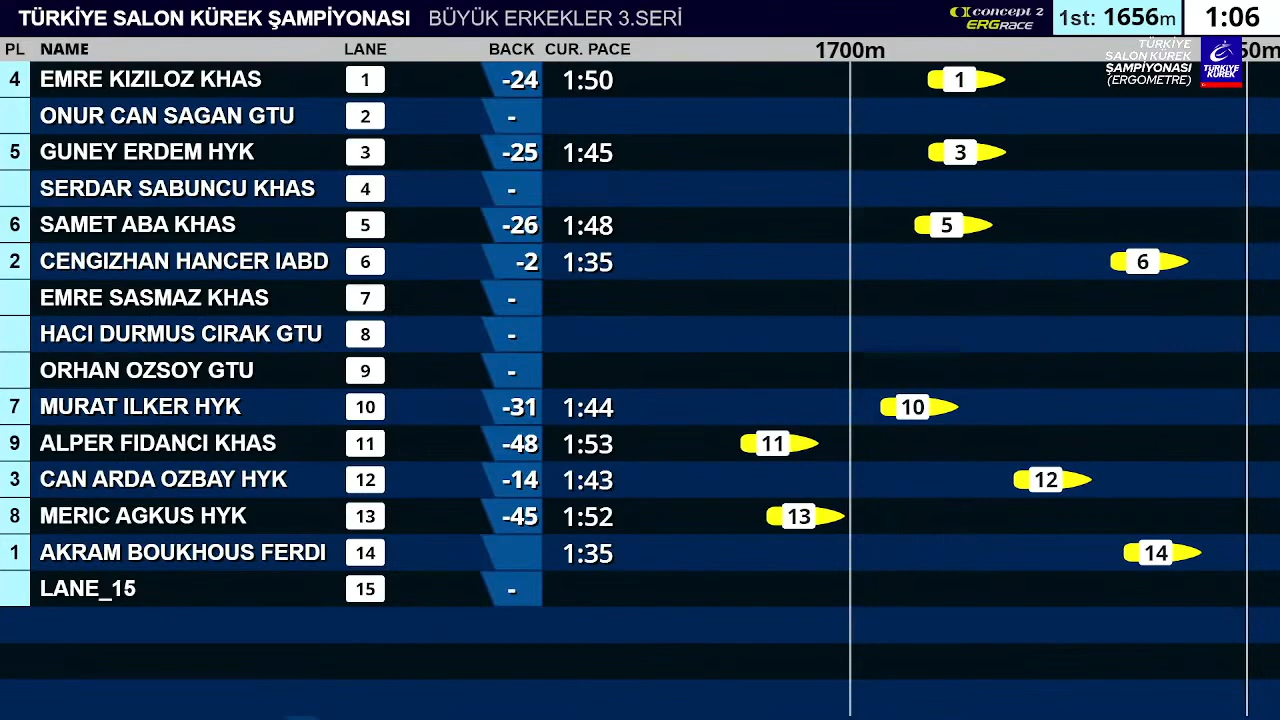 TÜRKİYE SALON KÜREK ŞAMPİYONASI BÜYÜK ERKEKLER 3.SERİ concept 2 ERGRACE 1st: 1656m 1:06
PL NAME LANE BACK CUR. PACE 1700m 50m
TÜRKİYE SALON KÜREK ŞAMPİYONASI (ERGOMETRE) TÜRKİYE KÜREK
4 EMRE KIZILOZ KHAS 1 -24 1:50 1
ONUR CAN SAGAN GTU 2 -
5 GUNEY ERDEM HYK 3 -25 1:45 3
SERDAR SABUNCU KHAS 4 -
6 SAMET ABA KHAS 5 -26 1:48 5
2 CENGIZHAN HANCER IABD 6 -2 1:35 6
EMRE SASMAZ KHAS 7 -
HACI DURMUS CIRAK GTU 8 -
ORHAN OZSOY GTU 9 -
7 MURAT ILKER HYK 10 -31 1:44 10
9 ALPER FIDANCI KHAS 11 -48 1:53 11
3 CAN ARDA OZBAY HYK 12 -14 1:43 12
8 MERIC AGKUS HYK 13 -45 1:52 13
1 AKRAM BOUKHOUS FERDI 14 1:35 14
LANE_15 15 -